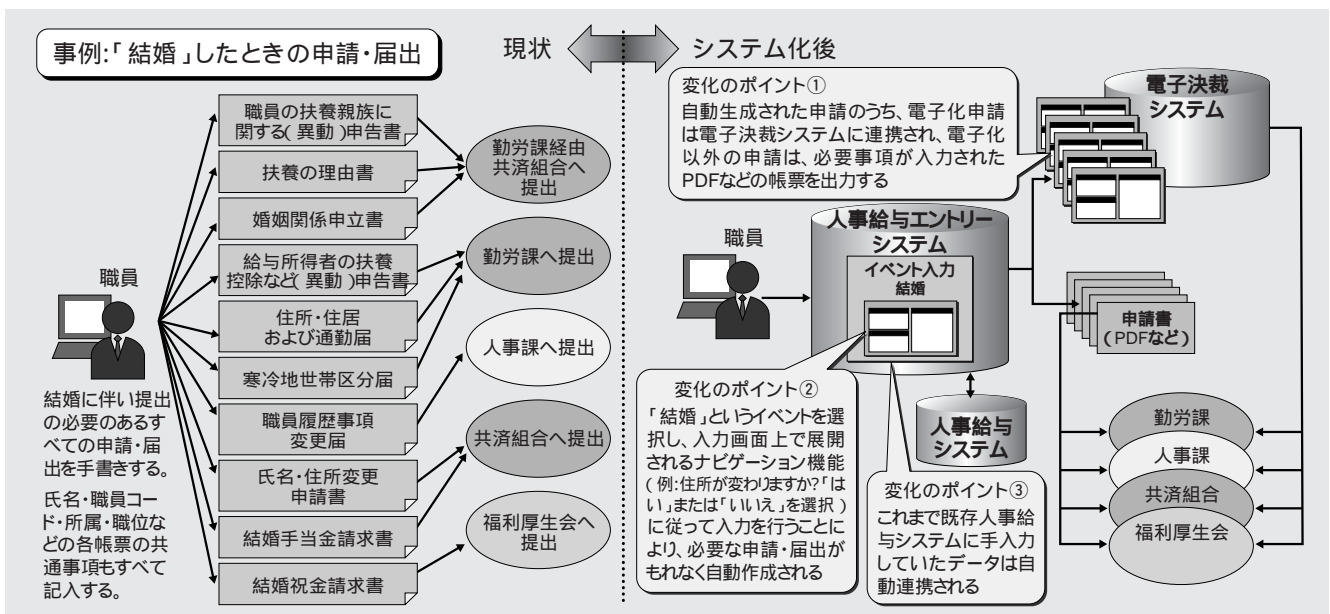 事例:「結婚」したときの申請・届出
現状
システム化後
職員
結婚に伴い提出
の必要のあるす
べての申請・届
出を手書きする。
氏名・職員コー
ド・所属・職位な
どの各帳票の共
通事項もすべて
記入する。
職員の扶養親族に
関する(異動)申告書
扶養の理由書
婚姻関係申立書
給与所得者の扶養
控除など(異動)申告書
住所・住居
および通勤届
寒冷地世帯区分届
職員履歴事項
変更届
氏名・住所変更
申請書
結婚手当金請求書
結婚祝金請求書
勤労課経由
共済組合へ
提出
勤労課へ提出
人事課へ提出
共済組合へ提出
福利厚生会へ
提出
変化のポイント①
自動生成された申請のうち、電子化申請
は電子決裁システムに連携され、電子化
以外の申請は、必要事項が入力された
PDFなどの帳票を出力する
電子決裁
システム
職員
人事給与エントリー
システム
イベント入力
結婚
申請書
(PDFなど)
変化のポイント②
「結婚」というイベントを選
択し、入力画面上で展開
されるナビゲーション機能
(例:住所が変わりますか?「は
い」または「いいえ」を選択)
に従って入力を行うことに
より、必要な申請・届出が
もれなく自動作成される
人事給与
システム
変化のポイント③
これまで既存人事給
与システムに手入力
していたデータは自
動連携される
勤労課
人事課
共済組合
福利厚生会